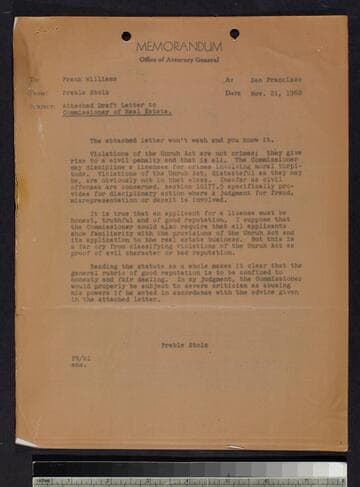 MEMORANDUM
Office of Attorney General
To: Frank Williams At: San Francisco
From: Preble Stolz Date: Nov. 21, 1960
Subject: Attached Draft Letter to
Commissioner of Real Estate.
The attached letter won't wash and you know it.
Violations of the Unruh Act are not crimes; they give
rise to a civil penalty and that is all. The Commissioner
may discipline a licensee for crimes involving moral turpi-
tude. Violations of the Unruh Act, distasteful as they may
be, are obviously not in that class. Insofar as civil
offenses are concerned, section 10177.5 specifically pro-
vides for disciplinary action where a judgment for fraud,
misrepresentation or deceit is involved.
It is true that an applicant for a license must be
honest, truthful and of good reputation. I suppose that
the Commissioner could also require that all applicants
show familiarity with the provisions of the Unruh Act and
its application to the real estate business. But this is
a far cry from classifying violations of the Unruh Act as
proof of evil character or bad reputation.
Reading the statute as a whole makes it clear that the
general rubric of good reputation is to be confined to
honesty and fair dealing. In my judgment, the Commissioner
would properly be subject to severe criticism as abusing
his powers if he acted in accordance with the advice given
in the attached letter.
Preble Stolz